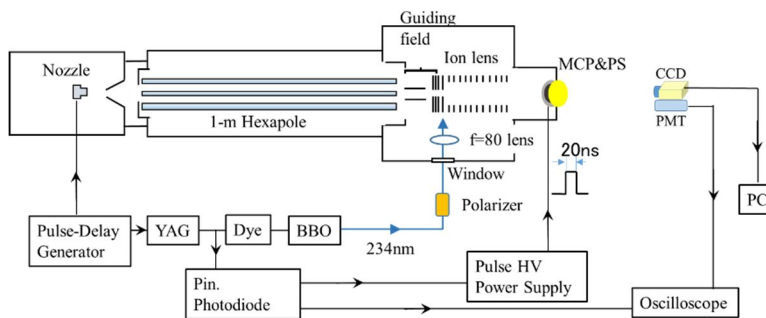 Guiding
field
Nozzle
Ion lens
MCP&PS
CCD
PMT
1-m Hexapole
f=80 lens
20ns
Window
Polarizer
PC
Pulse-Delay
Generator
YAG
Dye
BBO
234nm
Pin.
Photodiode
Pulse HV
Power Supply
Oscilloscope